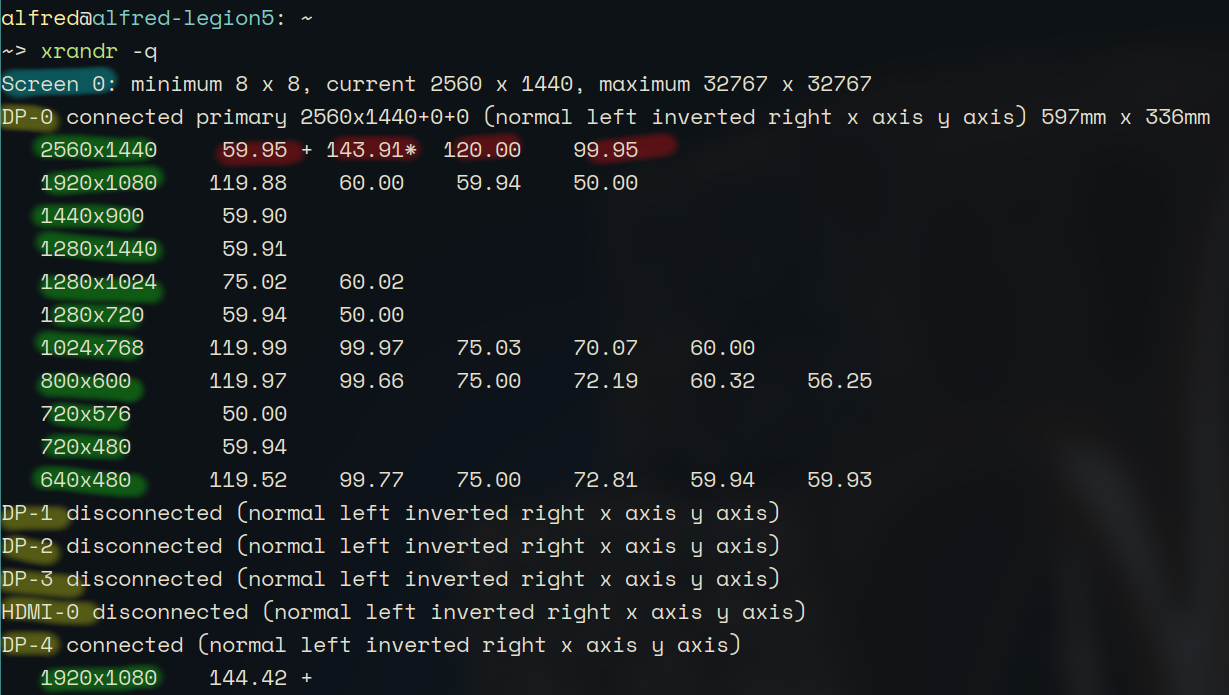 alfred@alfred-legion5: ~
~> xrandr -q
Screen 0: minimum 8 x 8, current 2560 x 1440, maximum 32767 x 32767
DP-0 connected primary 2560x1440+0+0 (normal left inverted right x axis y axis) 597mm x 336mm
   2560x1440     59.95 + 143.91*  120.00    99.95
   1920x1080    119.88    60.00    59.94    50.00
   1440x900      59.90
   1280x1440     59.91
   1280x1024     75.02    60.02
   1280x720      59.94    50.00
   1024x768     119.99    99.97    75.03    70.07    60.00
   800x600      119.97    99.66    75.00    72.19    60.32    56.25
   720x576       50.00
   720x480       59.94
   640x480      119.52    99.77    75.00    72.81    59.94    59.93
DP-1 disconnected (normal left inverted right x axis y axis)
DP-2 disconnected (normal left inverted right x axis y axis)
DP-3 disconnected (normal left inverted right x axis y axis)
HDMI-0 disconnected (normal left inverted right x axis y axis)
DP-4 connected (normal left inverted right x axis y axis)
   1920x1080    144.42 +